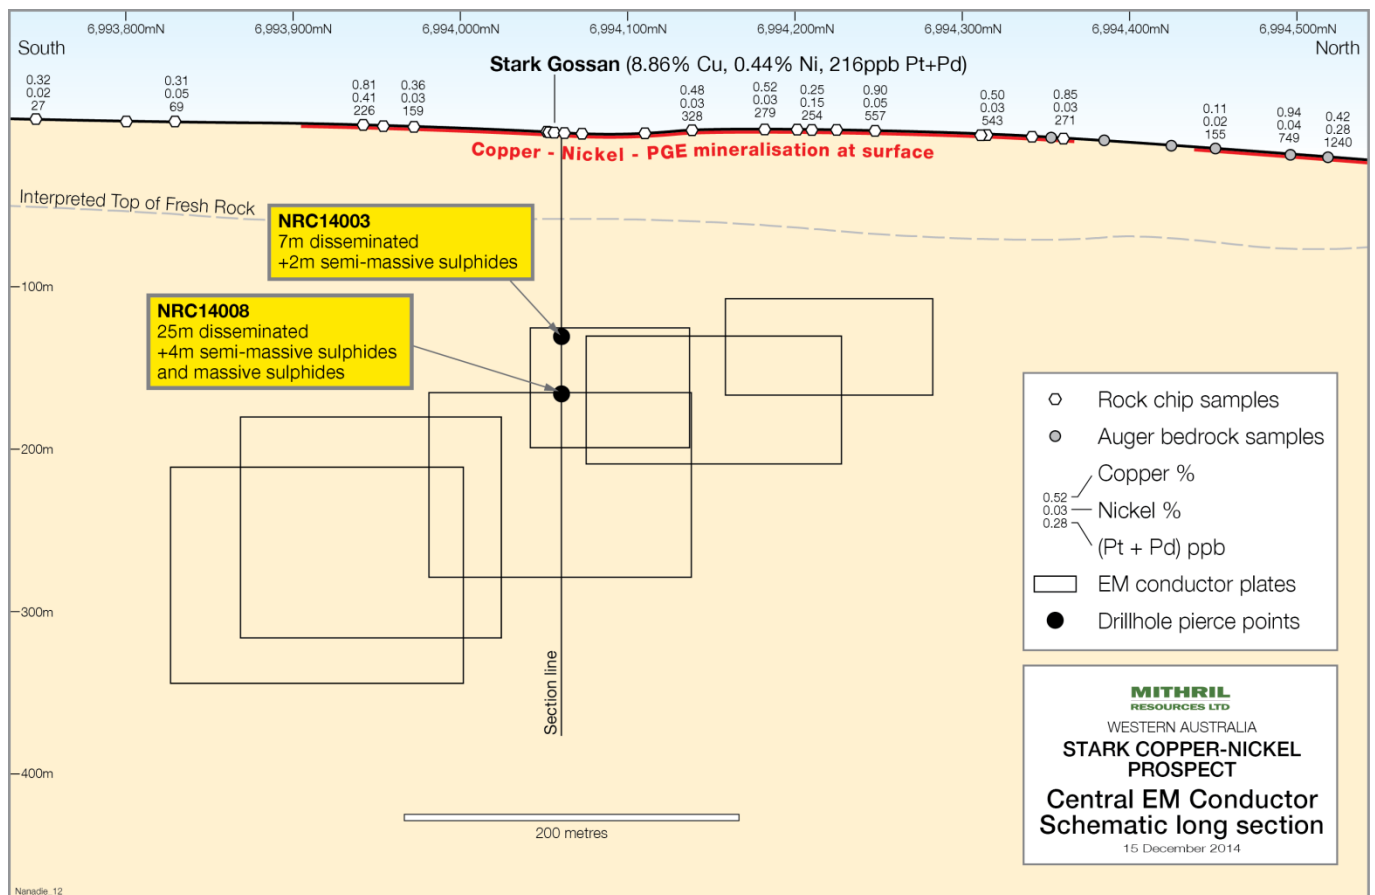 6,993,800mN
6,993,900mN
6,994,000mN
6,994,100mN
6,994,200mN
6,994,300mN
6,994,400mN
6,994,500mN
South
North
Stark Gossan (8.86% Cu, 0.44% Ni, 216ppb Pt+Pd)
0.32
0.02
27
0.31
0.05
69
0.81
0.41
226
0.36
0.03
159
0.48
0.03
328
0.52
0.03
279
0.25
0.15
254
0.90
0.05
557
0.50
0.03
543
0.85
0.03
271
0.11
0.02
155
0.94
0.04
749
0.42
0.28
1240
Copper - Nickel - PGE mineralisation at surface
Interpreted Top of Fresh Rock
NRC14003
7m disseminated
+2m semi-massive sulphides
NRC14008
25m disseminated
+4m semi-massive sulphides
and massive sulphides
100m
200m
300m
400m
Section line
200 metres
Rock chip samples
Auger bedrock samples
Copper %
0.52
0.03
0.28
Nickel %
(Pt + Pd) ppb
EM conductor plates
Drillhole pierce points
MITHRIL
RESOURCES LTD
WESTERN AUSTRALIA
STARK COPPER-NICKEL
PROSPECT
Central EM Conductor
Schematic long section
15 December 2014
Nanadie_12